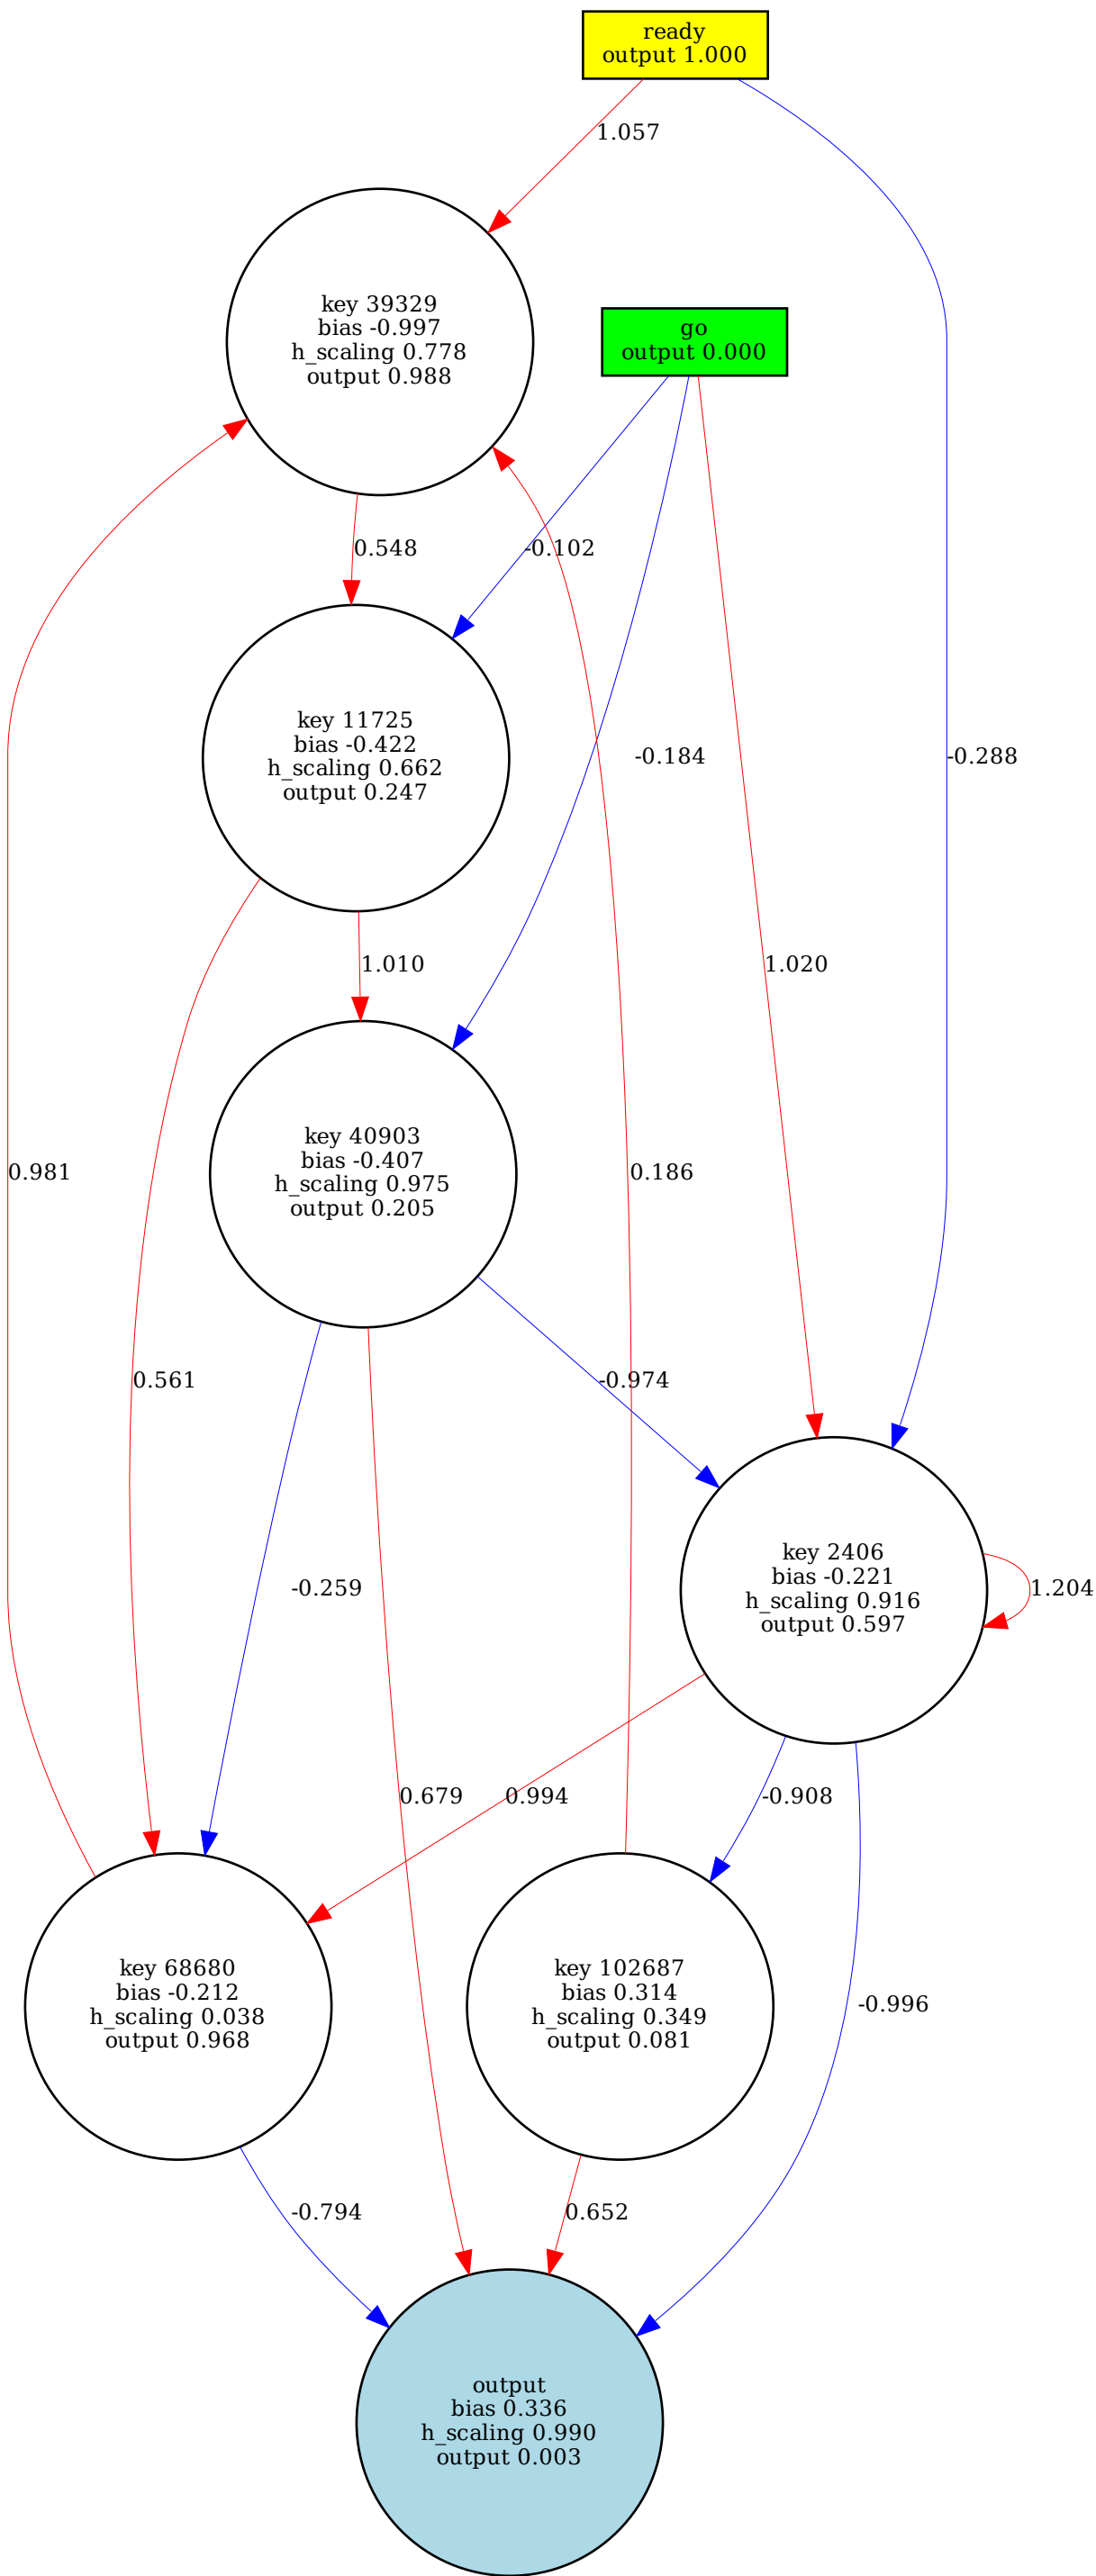 ready
output 1.000
1.057
key 39329
bias -0.997
h_scaling 0.778
output 0.988
go
output 0.000
0.548
-0.102
key 11725
bias -0.422
h_scaling 0.662
output 0.247
-0.184
-0.288
1.010
1.020
key 40903
bias -0.407
h_scaling 0.975
output 0.205
0.981
0.186
0.561
-0.974
key 2406
bias -0.221
h_scaling 0.916
output 0.597
-0.259
1.204
0.679
0.994
-0.908
key 68680
bias -0.212
h_scaling 0.038
output 0.968
key 102687
bias 0.314
h_scaling 0.349
output 0.081
-0.996
-0.794
0.652
output
bias 0.336
h_scaling 0.990
output 0.003